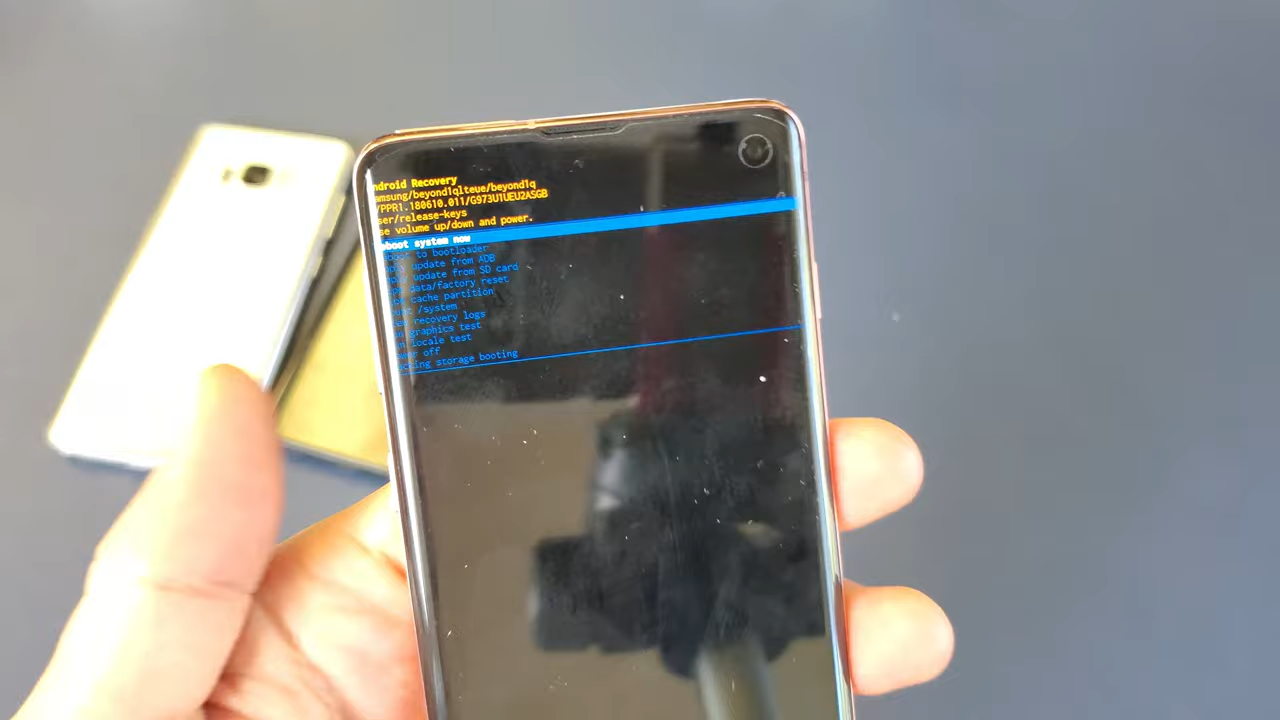 ndroid Recovery
amsung/beyond1qlteue/beyond1q
/PPR1.180610.011/G973U1UEU2ASGB
ser/release-keys
se volume up/down and power.
boot system now
boot to bootloader
update from ADB
update from SD card
data/factory reset
cache partition
/system
recovery logs
graphics test
n locale test
off
storage booting